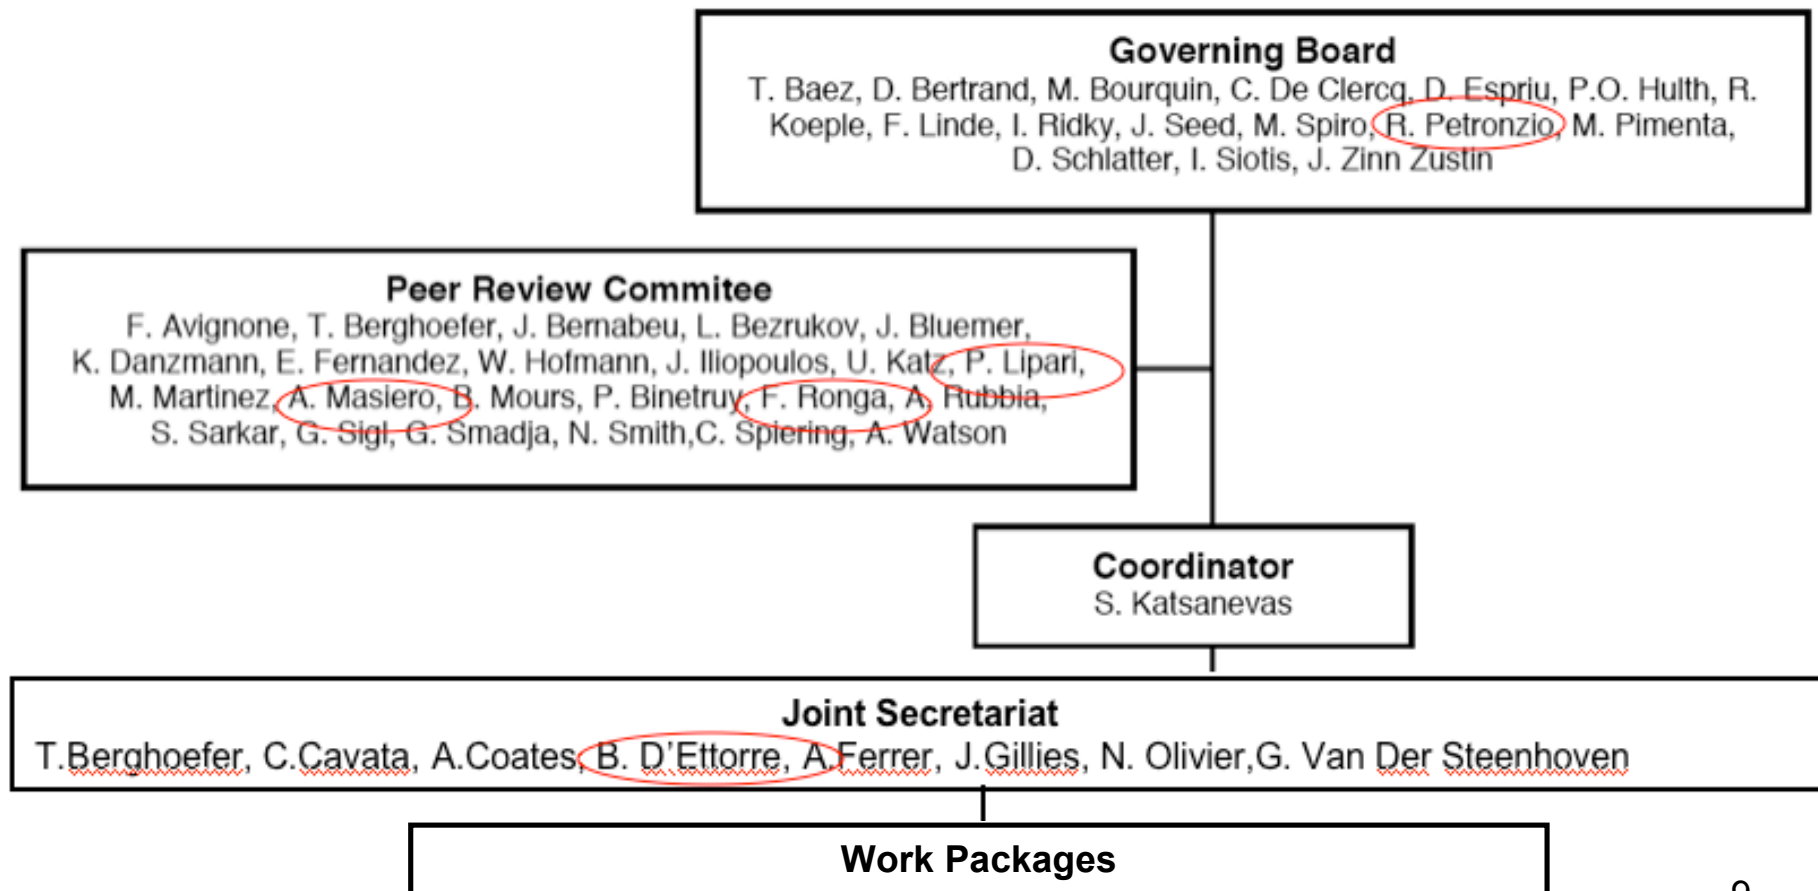 Governing Board
T. Baez, D. Bertrand, M. Bourquin, C. De Clercq, D. Espriu, P.O. Hulth, R.
Koeple, F. Linde, I. Ridky, J. Seed, M. Spiro, R. Petronzio, M. Pimenta,
D. Schlatter, I. Siotis, J. Zinn Zustin
Peer Review Commitee
F. Avignone, T. Berghoefer, J. Bernabeu, L. Bezrukov, J. Bluemer,
K. Danzmann, E. Fernandez, W. Hofmann, J. Iliopoulos, U. Katz, P. Lipari,
M. Martinez, A. Masiero, B. Mours, P. Binetruy, F. Ronga, A. Rubbia,
S. Sarkar, G. Sigl, G. Smadja, N. Smith,C. Spiering, A. Watson
Coordinator
S. Katsanevas
Joint Secretariat
T.Berghoefer, C.Cavata, A.Coates, B. D'Ettorre, A.Ferrer, J.Gillies, N. Olivier,G. Van Der Steenhoven
Work Packages